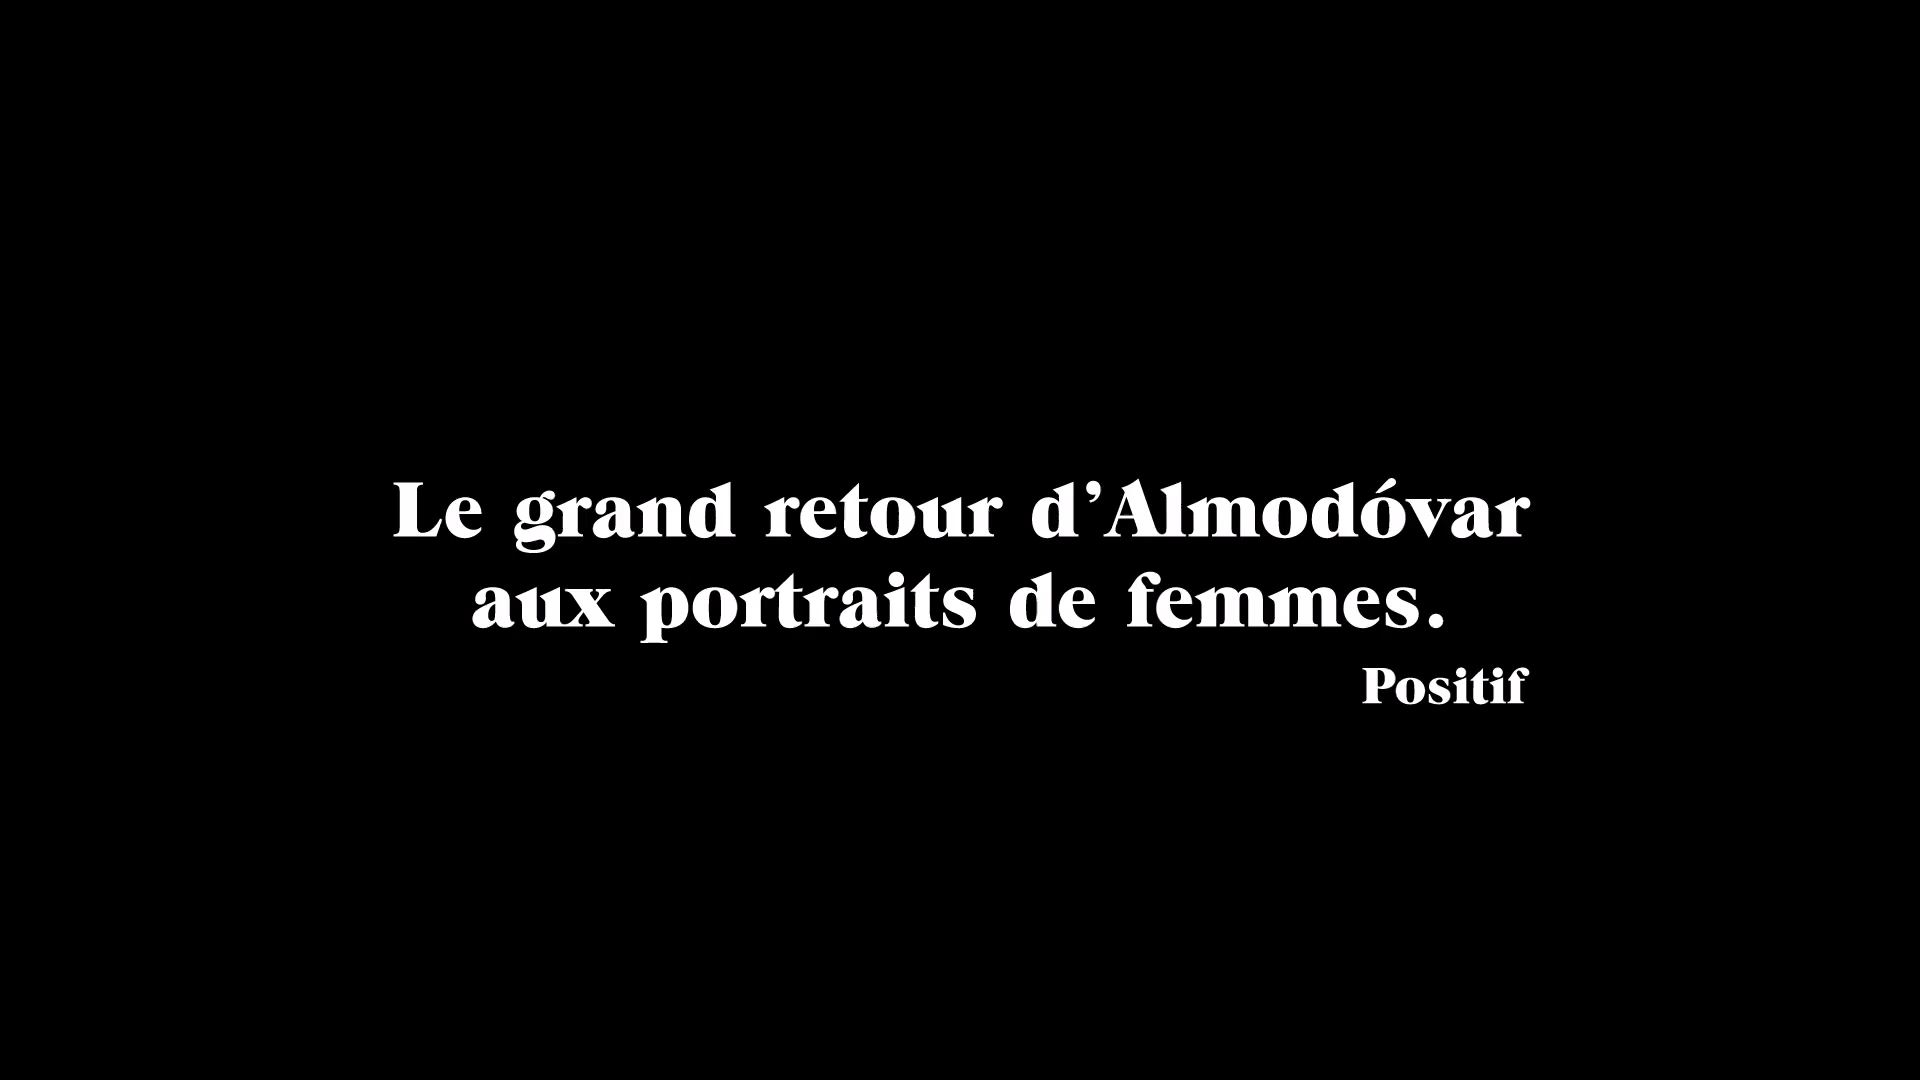 Le grand retour d’Almodóvar
aux portraits de femmes.
Positif